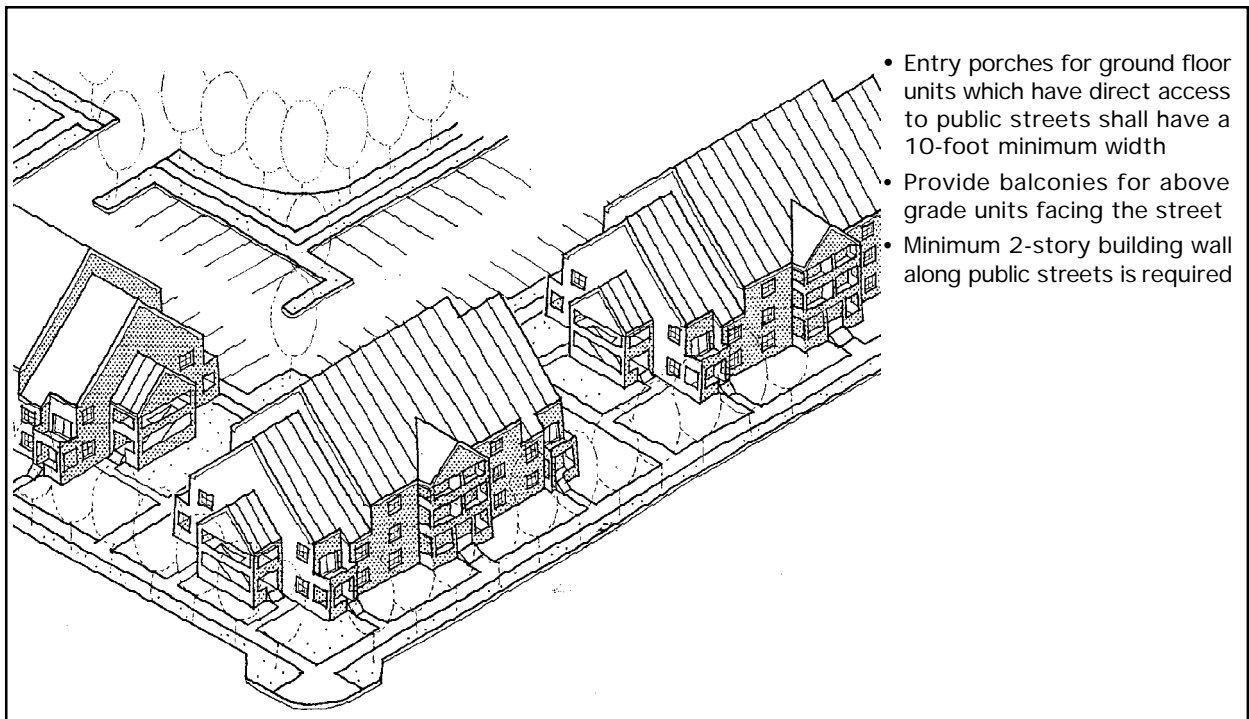 • Entry porches for ground floor
units which have direct access
to public streets shall have a
10-foot minimum width
• Provide balconies for above
grade units facing the street
• Minimum 2-story building wall
along public streets is required